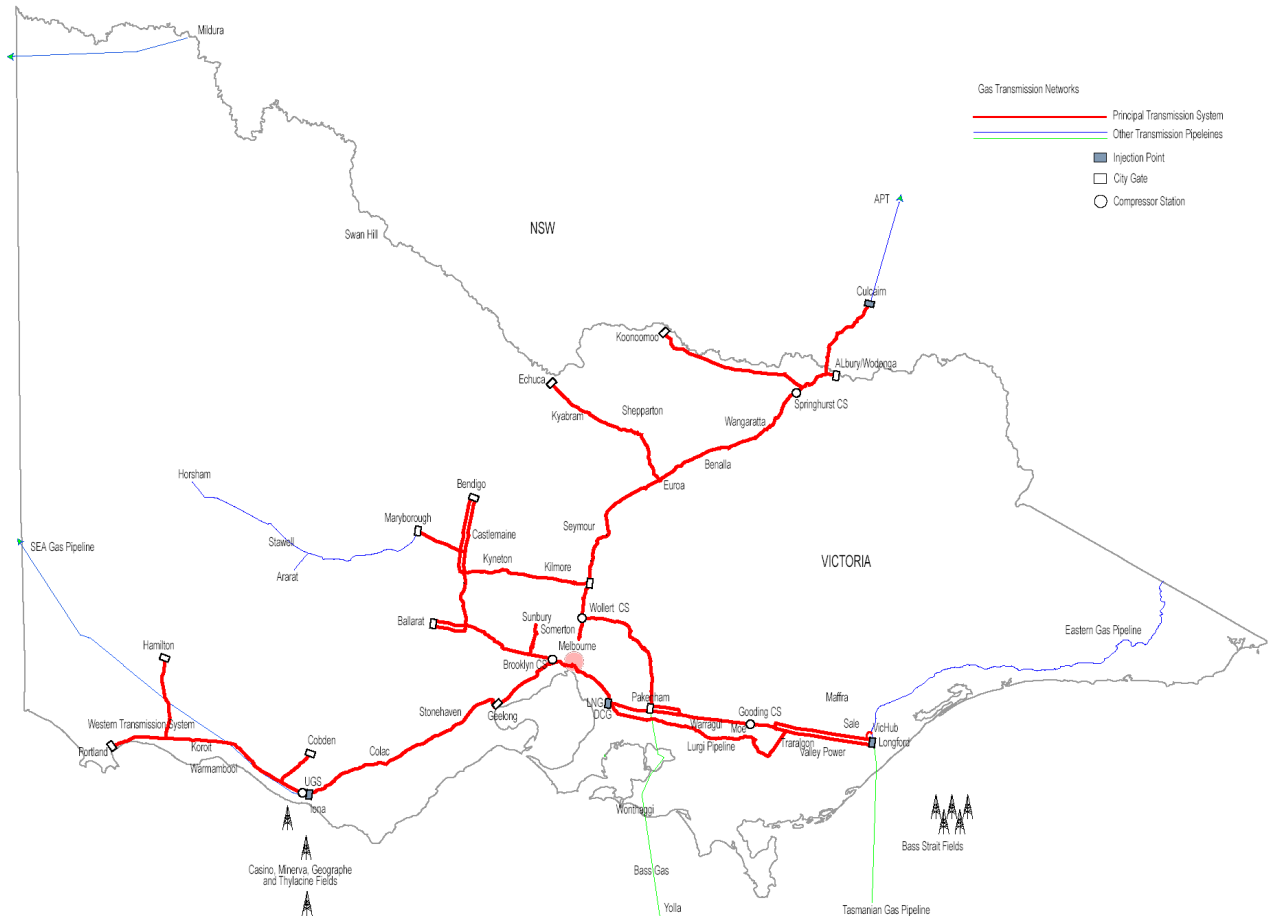 Mildura
Gas Transmission Networks
Principal Transmission System
Other Transmission Pipeleines
Injection Point
City Gate
Compressor Station
APT
Swan Hill
NSW
Culcairn
Koonoomoo
ALbury/Wodonga
Echuca
Springhurst CS
Kyabram
Shepparton
Wangaratta
Benalla
Horsham
Bendigo
Euroa
Maryborough
Seymour
Castlemaine
SEA Gas Pipeline
Stawell
Kyneton
Kilmore
VICTORIA
Ararat
Wollert CS
Ballarat
Sunbury
Somerton
Eastern Gas Pipeline
Hamilton
Melbourne
Brooklyn CS
Pakenham
Maffra
LNG
DCG
Geelong
Stonehaven
Gooding CS
Western Transmission System
Warragul
Moe
Sale
VicHub
Portland
Koroit
Cobden
Colac
Lurgi Pipeline
Traralgon
Longford
Valley Power
Warrnambool
UGS
Iona
Wonthaggi
Bass Strait Fields
Casino, Minerva, Geographe
and Thylacine Fields
Bass Gas
Yolla
Tasmanian Gas Pipeline